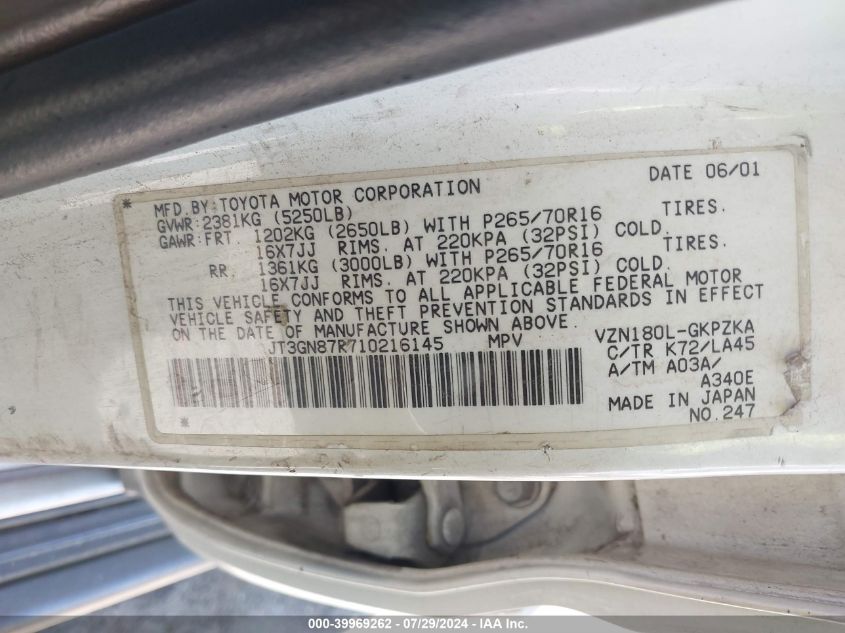 DATE 06/01
MFD.BY:TOYOTA MOTOR CORPORATION
GVWR:2381KG (5250LB)
GAWR:FRT. 1202KG (2650LB) WITH P265/70R16 TIRES.
16X7JJ RIMS. AT 220KPA (32PSI) COLD.
RR. 1361KG (3000LB) WITH P265/70R16 TIRES.
16X7JJ RIMS. AT 220KPA (32PSI) COLD.
THIS VEHICLE CONFORMS TO ALL APPLICABLE FEDERAL MOTOR
VEHICLE SAFETY AND THEFT PREVENTION STANDARDS IN EFFECT
ON THE DATE OF MANUFACTURE SHOWN ABOVE.
JT3GN87R710216145 MPV
VZN180L-GKPZKA
C/TR K72/LA45
A/TM A03A/
A340E
MADE IN JAPAN
NO.247
000-39969262 - 07/29/2024 - IAA Inc.